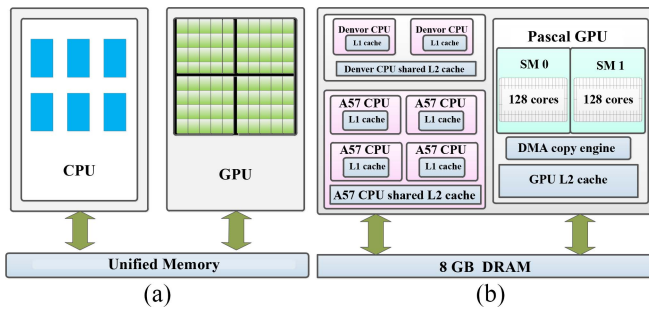 CPU
GPU
Unified Memory
(a)
Denvor CPU
L1 cache
Denvor CPU
L1 cache
Denver CPU shared L2 cache
A57 CPU
L1 cache
A57 CPU
L1 cache
A57 CPU
L1 cache
A57 CPU
L1 cache
A57 CPU shared L2 cache
Pascal GPU
SM 0
128 cores
SM 1
128 cores
DMA copy engine
GPU L2 cache
8 GB DRAM
(b)